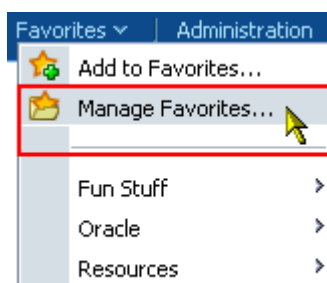 Favorites Administration
Add to Favorites...
Manage Favorites...
Fun Stuff
Oracle
Resources